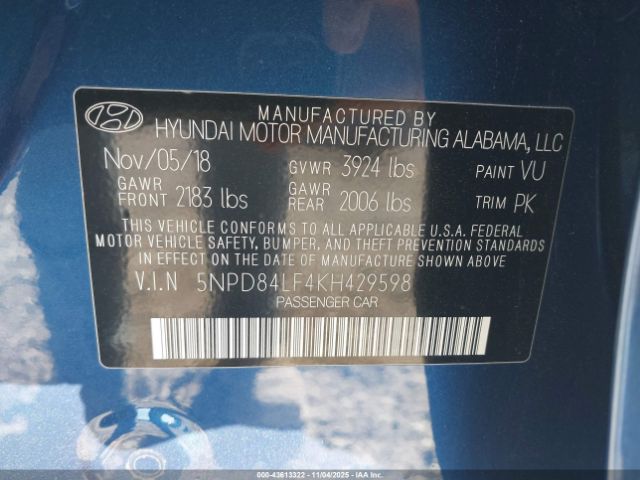 MANUFACTURED BY
HYUNDAI MOTOR MANUFACTURING ALABAMA, LLC
Nov/05/18 GVWR 3924 lbs PAINT VU
GAWR FRONT 2183 lbs GAWR REAR 2006 lbs TRIM PK
THIS VEHICLE CONFORMS TO ALL APPLICABLE U.S.A. FEDERAL
MOTOR VEHICLE SAFETY, BUMPER, AND THEFT PREVENTION STANDARDS
IN EFFECT ON THE DATE OF MANUFACTURE SHOWN ABOVE
V.I.N 5NPD84LF4KH429598
PASSENGER CAR
000-43613322 - 11/04/2025 - IAAI.COM